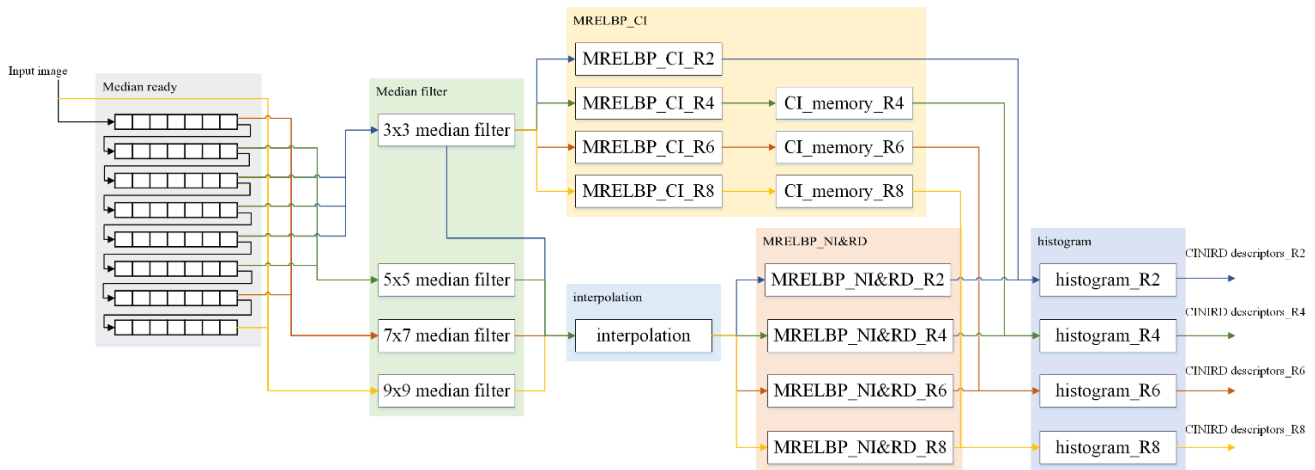 Input image
Median ready
Median filter
3x3 median filter
5x5 median filter
7x7 median filter
9x9 median filter
MRELBP_CI
MRELBP_CI_R2
MRELBP_CI_R4
CI_memory_R4
MRELBP_CI_R6
CI_memory_R6
MRELBP_CI_R8
CI_memory_R8
interpolation
interpolation
MRELBP_NI&RD
MRELBP_NI&RD_R2
MRELBP_NI&RD_R4
MRELBP_NI&RD_R6
MRELBP_NI&RD_R8
histogram
histogram_R2
histogram_R4
histogram_R6
histogram_R8
CINIRD descriptors_R2
CINIRD descriptors_R4
CINIRD descriptors_R6
CINIRD descriptors_R8